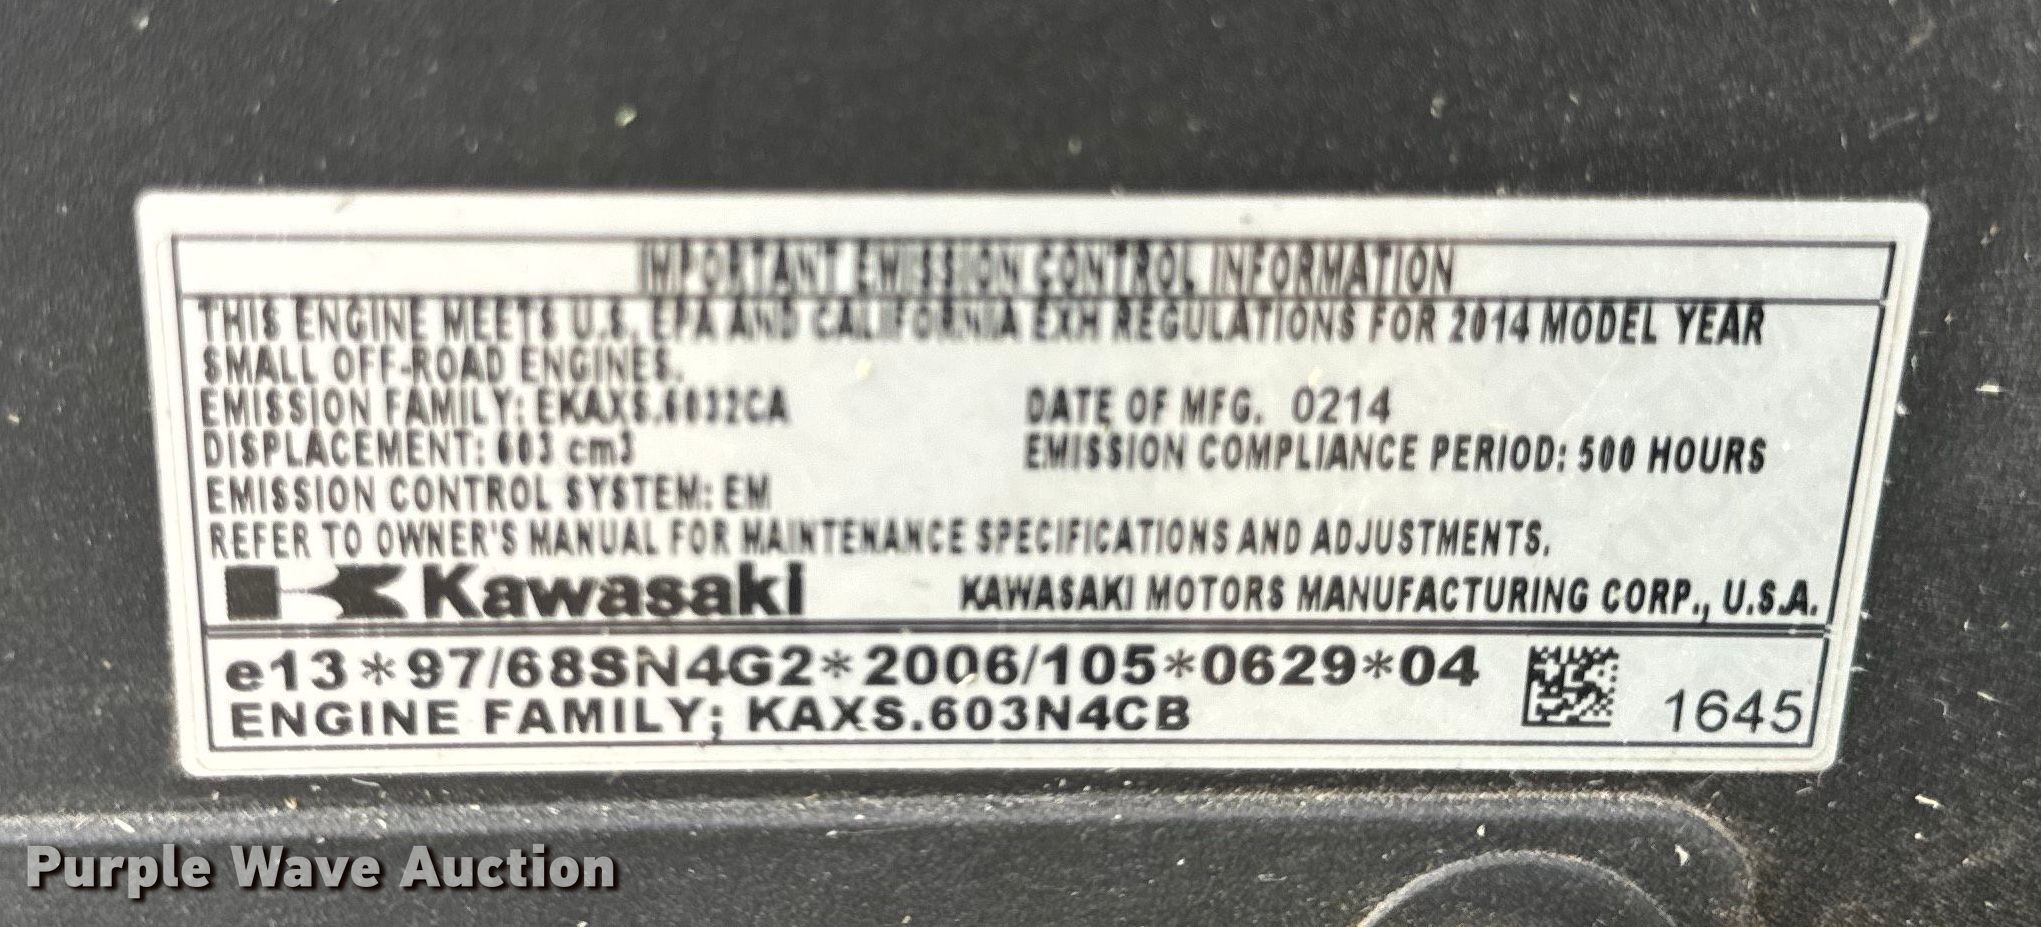 IMPORTANT EMISSION CONTROL INFORMATION
THIS ENGINE MEETS U.S. EPA AND CALIFORNIA EXH REGULATIONS FOR 2014 MODEL YEAR
SMALL OFF-ROAD ENGINES.
EMISSION FAMILY: EKAXS.6032CA DATE OF MFG. 0214
DISPLACEMENT: 603 cm3 EMISSION COMPLIANCE PERIOD: 500 HOURS
EMISSION CONTROL SYSTEM: EM
REFER TO OWNER'S MANUAL FOR MAINTENANCE SPECIFICATIONS AND ADJUSTMENTS.
Kawasaki KAWASAKI MOTORS MANUFACTURING CORP., U.S.A.
e13*97/68SN4G2*2006/105*0629*04
ENGINE FAMILY; KAXS.603N4CB 1645
Purple Wave Auction